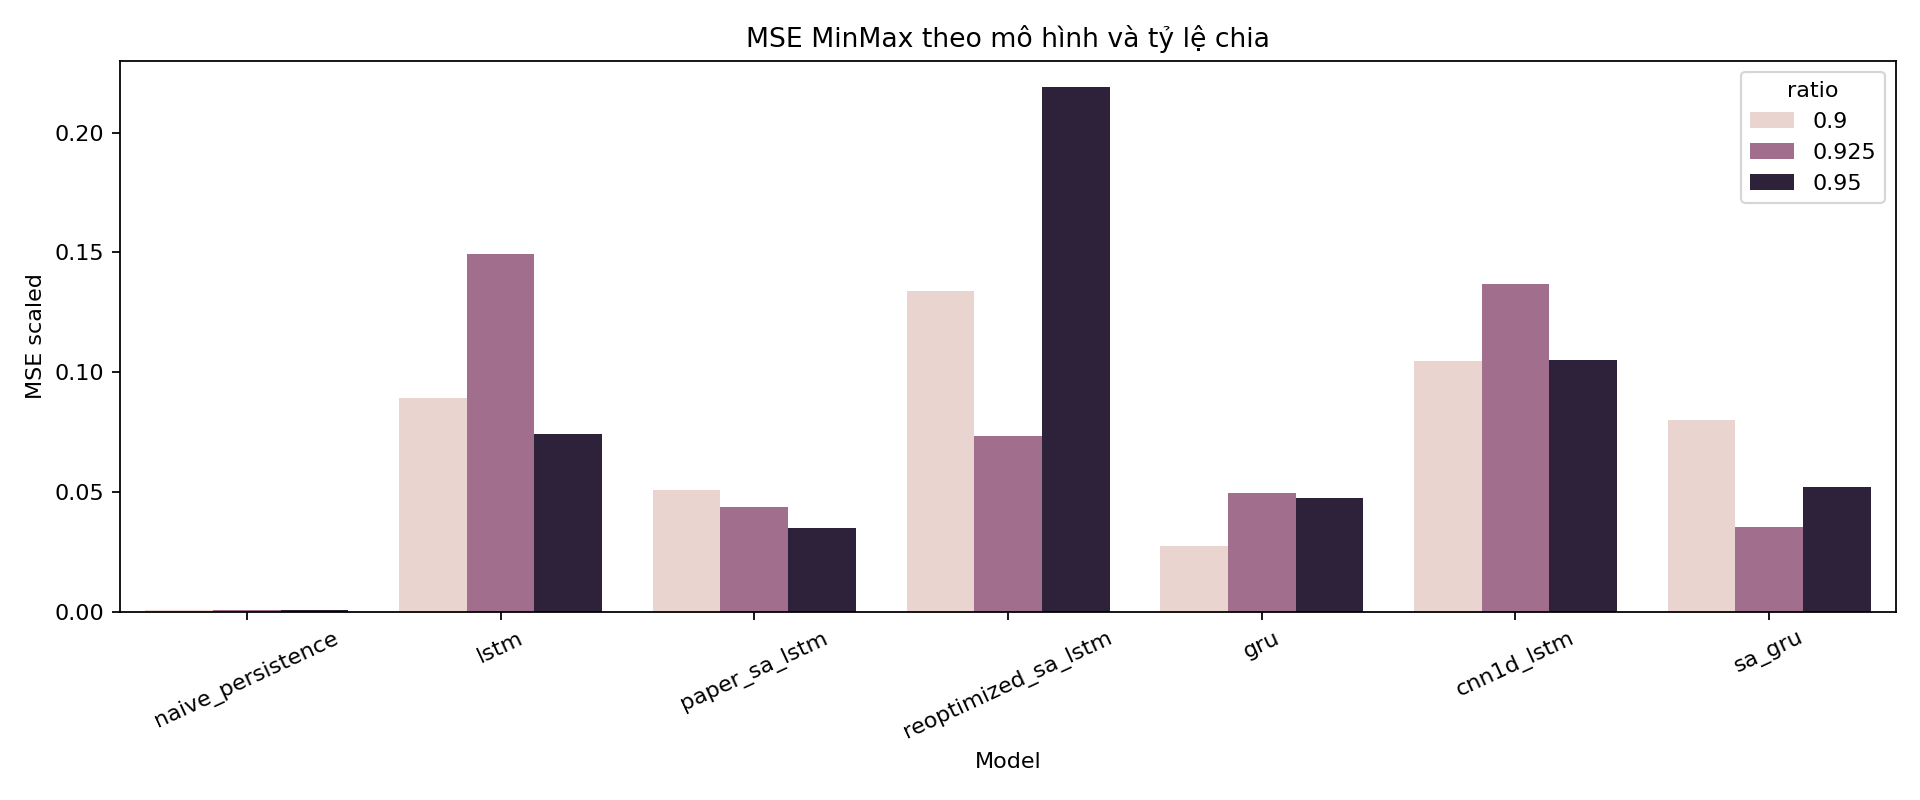 MSE MinMax theo mô hình và tỷ lệ chia
ratio
0.9
0.925
0.95
MSE scaled
0.20
0.15
0.10
0.05
0.00
naive_persistence
lstm
paper_sa_lstm
reoptimized_sa_lstm
gru
cnn1d_lstm
sa_gru
Model